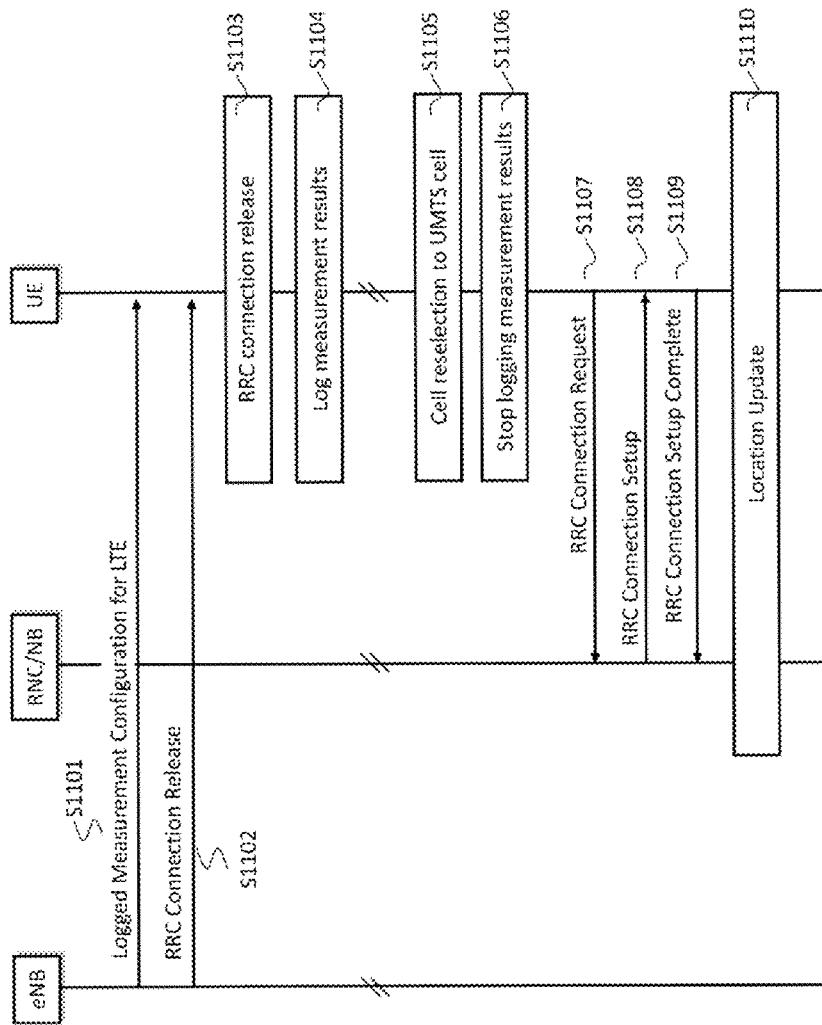 eNB
RNC/NB
UE
S1101
Logged Measurement Configuration for LTE
RRC Connection Release
S1102
RRC connection release
S1103
Log measurement results
S1104
Cell reselection to UMTS cell
S1105
Stop logging measurement results
S1106
RRC Connection Request
S1107
RRC Connection Setup
S1108
RRC Connection Setup Complete
S1109
Location Update
S1110